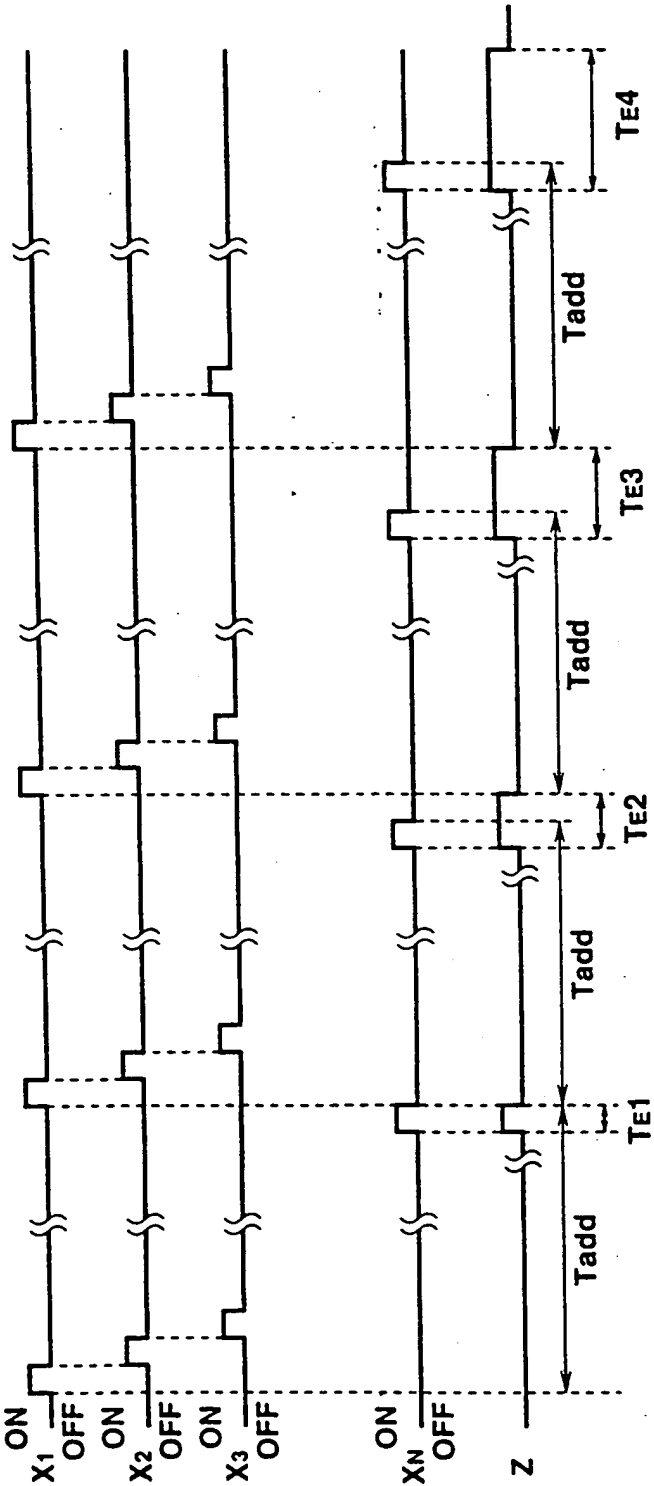 ON
X1
OFF
ON
X2
OFF
ON
X3
OFF
ON
XN
OFF
Z
Tadd
Tadd
Tadd
Tadd
TE1
TE2
TE3
TE4